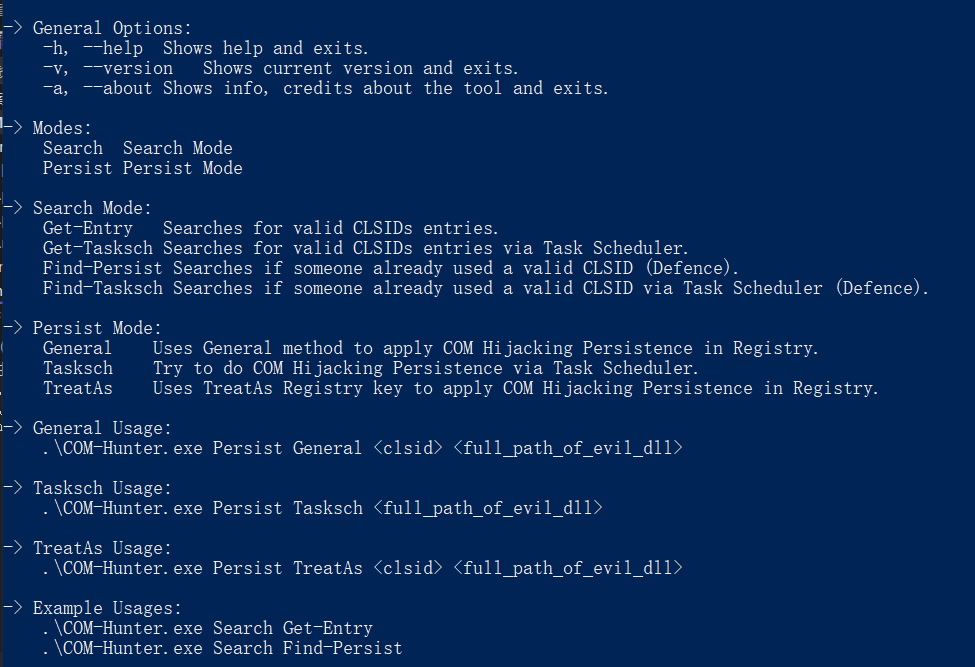 -> General Options:
-h, --help Shows help and exits.
-v, --version Shows current version and exits.
-a, --about Shows info, credits about the tool and exits.
-> Modes:
Search Search Mode
Persist Persist Mode
-> Search Mode:
Get-Entry Searches for valid CLSIDs entries.
Get-Tasksch Searches for valid CLSIDs entries via Task Scheduler.
Find-Persist Searches if someone already used a valid CLSID (Defence).
Find-Tasksch Searches if someone already used a valid CLSID via Task Scheduler (Defence).
-> Persist Mode:
General Uses General method to apply COM Hijacking Persistence in Registry.
Tasksch Try to do COM Hijacking Persistence via Task Scheduler.
TreatAs Uses TreatAs Registry key to apply COM Hijacking Persistence in Registry.
-> General Usage:
.\COM-Hunter.exe Persist General <clsid> <full_path_of_evil_dll>
-> Tasksch Usage:
.\COM-Hunter.exe Persist Tasksch <full_path_of_evil_dll>
-> TreatAs Usage:
.\COM-Hunter.exe Persist TreatAs <clsid> <full_path_of_evil_dll>
-> Example Usages:
.\COM-Hunter.exe Search Get-Entry
.\COM-Hunter.exe Search Find-Persist